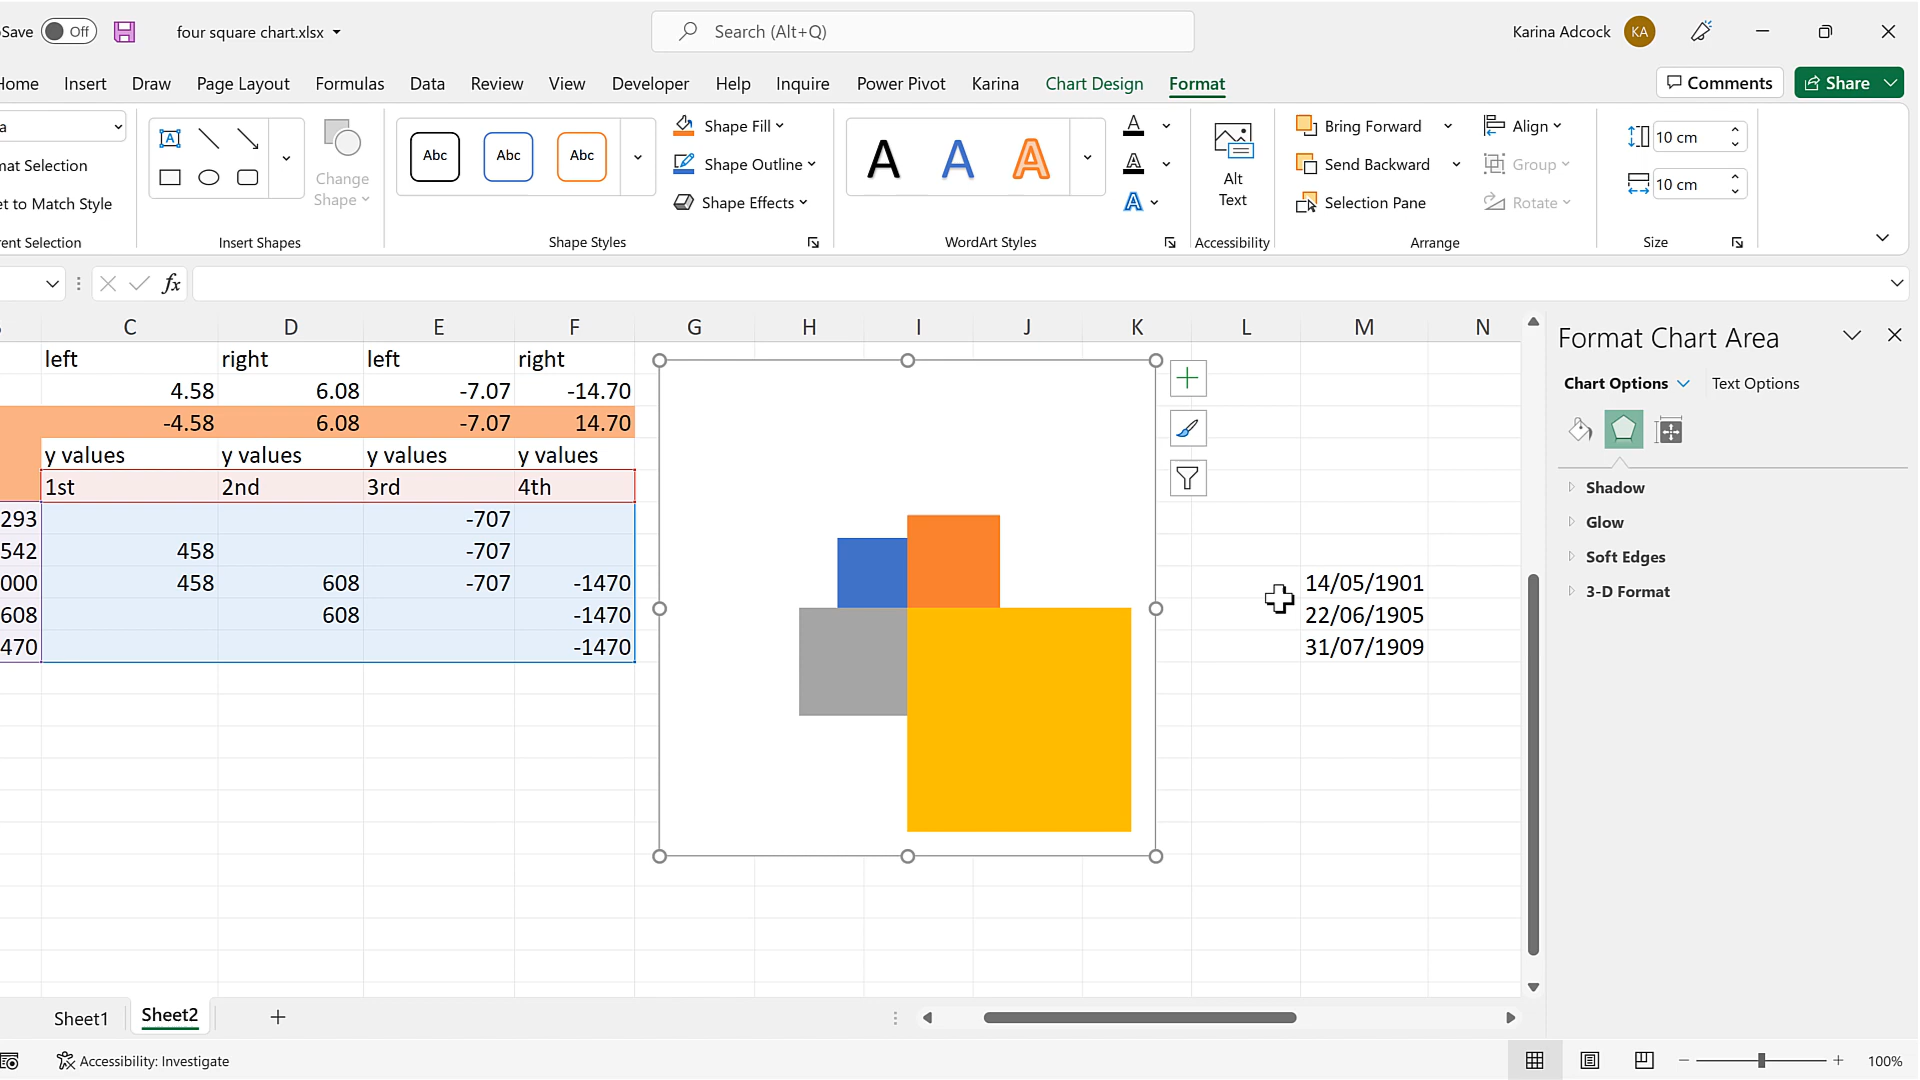 Save Off four square chart.xlsx Search (Alt+Q) Karina Adcock KA
Home Insert Draw Page Layout Formulas Data Review View Developer Help Inquire Power Pivot Karina Chart Design Format Comments Share
a Abc Abc Abc Shape Fill A A A A Bring Forward Align 10 cm
mat Selection Shape Outline A Send Backward Group
et to Match Style Change Shape Shape Effects A Alt Text Selection Pane Rotate 10 cm
rent Selection Insert Shapes Shape Styles WordArt Styles Accessibility Arrange Size
fx
C D E F G H I J K L M N
left right left right
4.58 6.08 -7.07 -14.70
-4.58 6.08 -7.07 14.70
y values y values y values y values
1st 2nd 3rd 4th
293 -707
542 458 -707
000 458 608 -707 -1470 14/05/1901
608 608 -1470 22/06/1905
470 -1470 31/07/1909
Format Chart Area
Chart Options Text Options
Shadow
Glow
Soft Edges
3-D Format
Sheet1 Sheet2
Accessibility: Investigate 100%